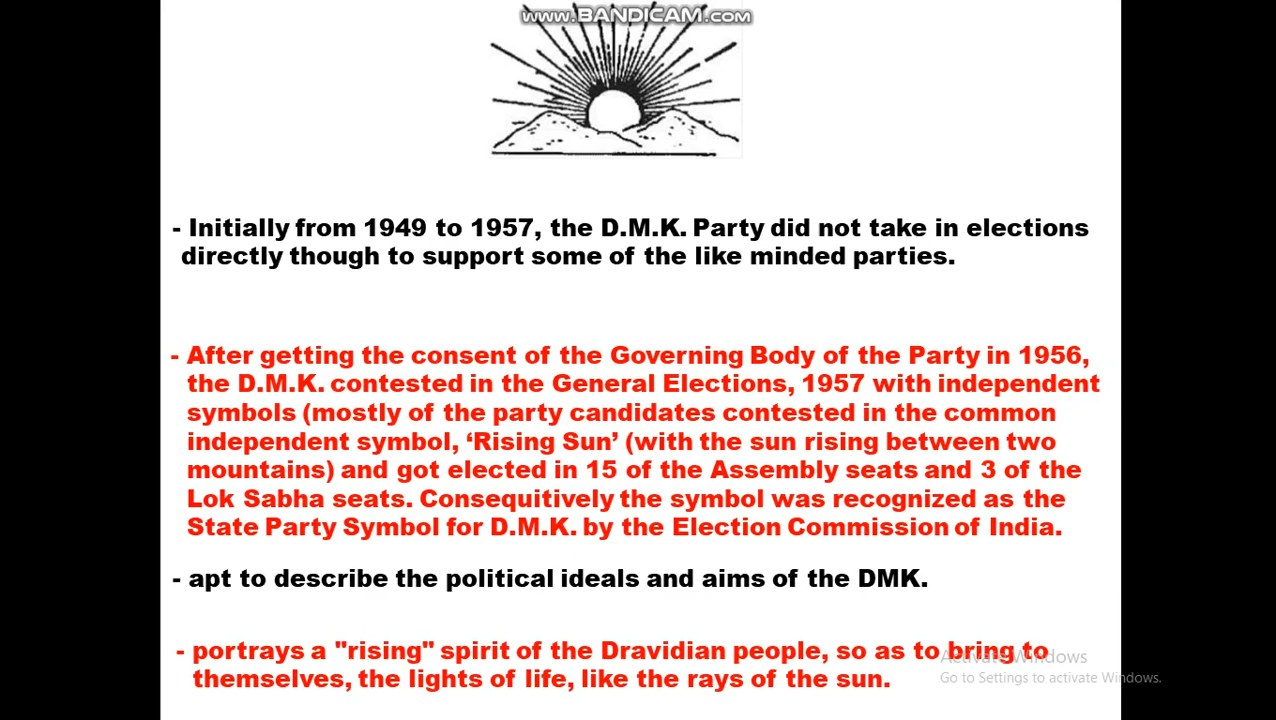 www.BANDICAM.com
- Initially from 1949 to 1957, the D.M.K. Party did not take in elections
directly though to support some of the like minded parties.
- After getting the consent of the Governing Body of the Party in 1956,
the D.M.K. contested in the General Elections, 1957 with independent
symbols (mostly of the party candidates contested in the common
independent symbol, ‘Rising Sun’ (with the sun rising between two
mountains) and got elected in 15 of the Assembly seats and 3 of the
Lok Sabha seats. Consequitively the symbol was recognized as the
State Party Symbol for D.M.K. by the Election Commission of India.
- apt to describe the political ideals and aims of the DMK.
- portrays a "rising" spirit of the Dravidian people, so as to bring to
themselves, the lights of life, like the rays of the sun.
Activate Windows
Go to Settings to activate Windows.